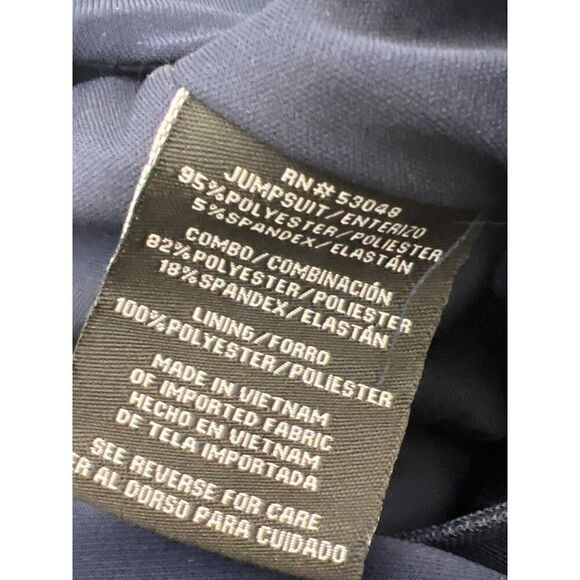 RN# 53049
JUMPSUIT/ENTERIZO
95%POLYESTER/POLIESTER
5%SPANDEX/ELASTÁN
COMBO/COMBINACIÓN
82%POLYESTER/POLIESTER
18%SPANDEX/ELASTÁN
LINING/FORRO
100%POLYESTER/POLIESTER
MADE IN VIETNAM
OF IMPORTED FABRIC
HECHO EN VIETNAM
DE TELA IMPORTADA
SEE REVERSE FOR CARE
ER AL DORSO PARA CUIDADO